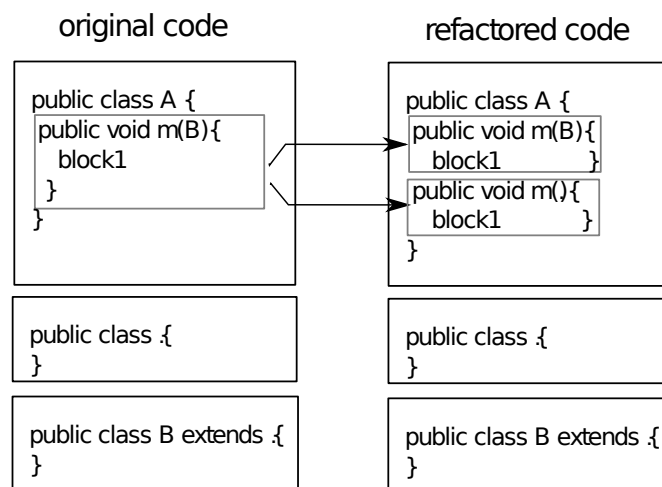 original code
public class A {
public void m(B){
block1
}
}
public class .{
}
public class B extends .{
}
refactored code
public class A {
public void m(B){
block1 }
public void m(.){
block1 }
}
public class .{
}
public class B extends .{
}